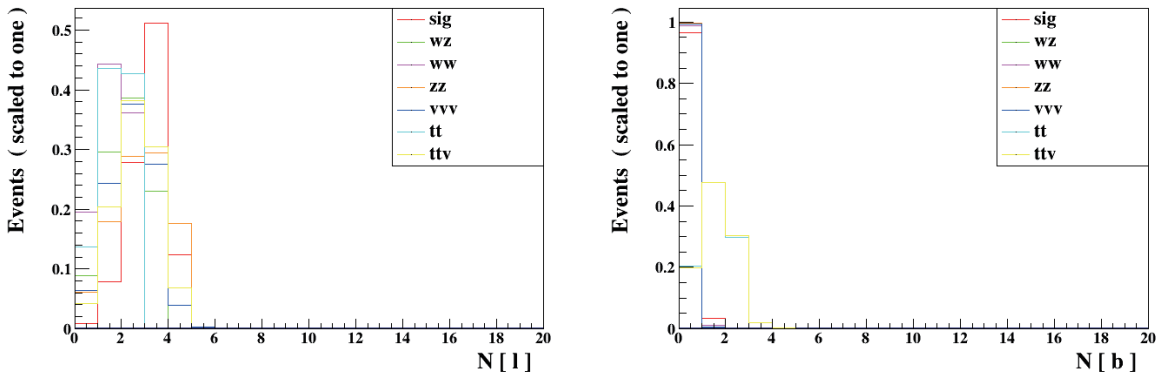 Events ( scaled to one )
0.5
0.4
0.3
0.2
0.1
0
sig
wz
ww
zz
vvv
tt
ttv
0 2 4 6 8 10 12 14 16 18 20
N [ l ]
Events ( scaled to one )
1
0.8
0.6
0.4
0.2
0
sig
wz
ww
zz
vvv
tt
ttv
0 2 4 6 8 10 12 14 16 18 20
N [ b ]